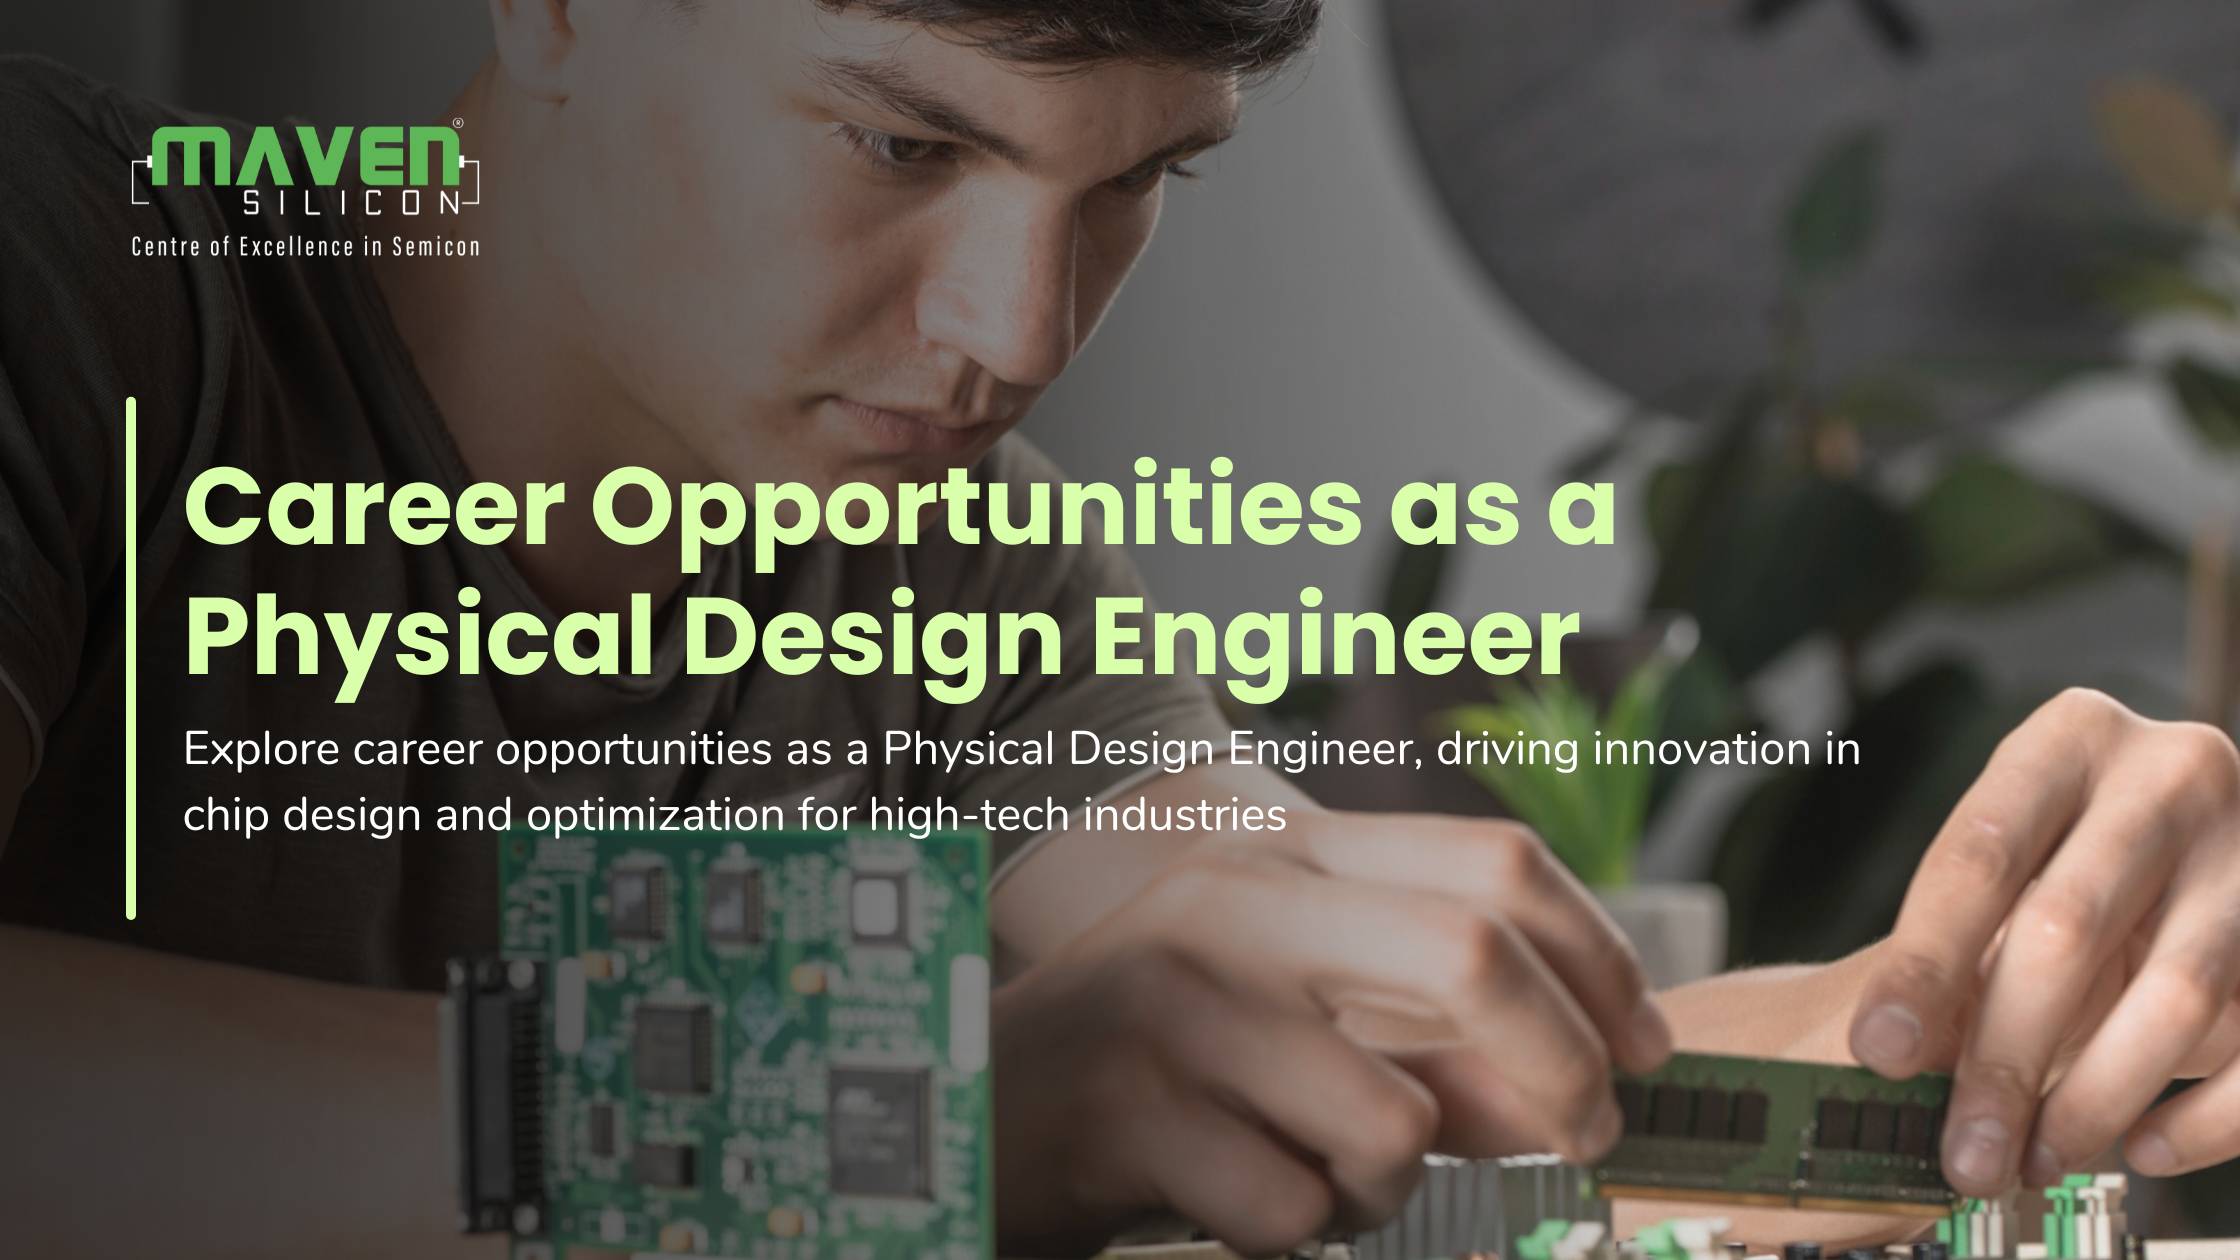 MAVEN®
SILICON
Centre of Excellence in Semicon
Career Opportunities as a
Physical Design Engineer
Explore career opportunities as a Physical Design Engineer, driving innovation in
chip design and optimization for high-tech industries